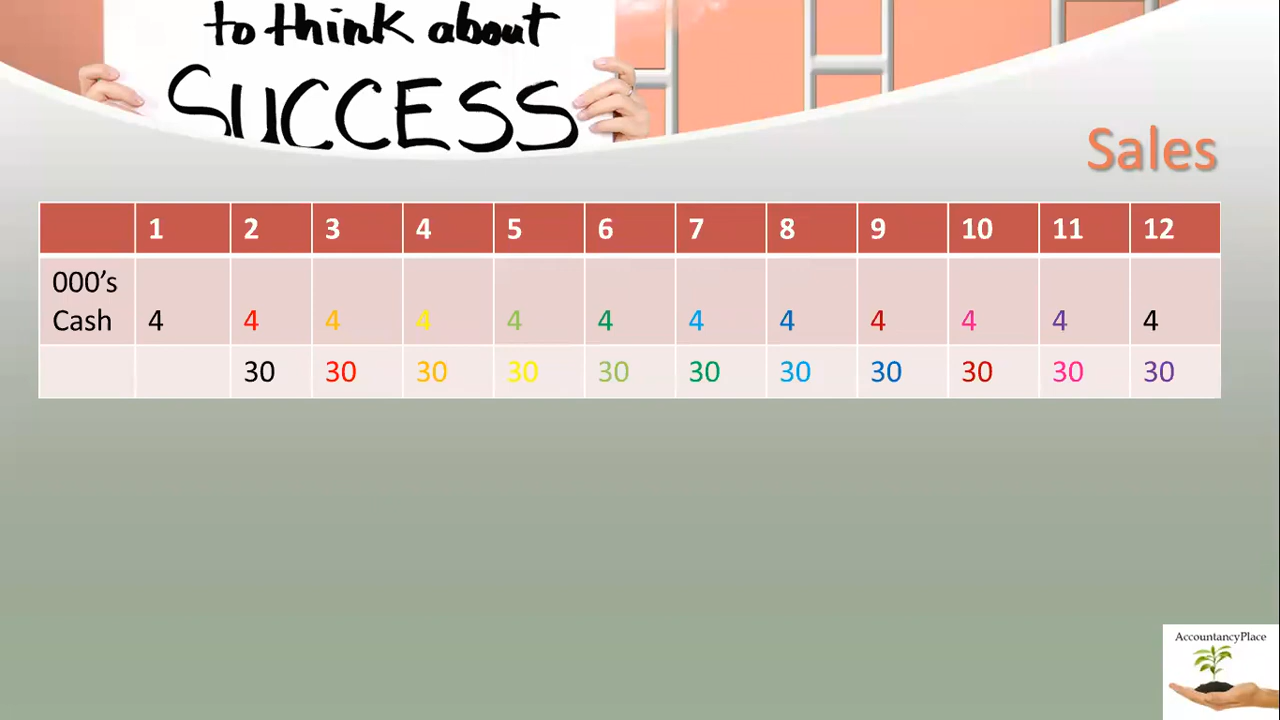 to think about
SUCCESS
Sales
1 2 3 4 5 6 7 8 9 10 11 12
000’s
Cash 4 4 4 4 4 4 4 4 4 4 4 4
30 30 30 30 30 30 30 30 30 30 30
AccountancyPlace